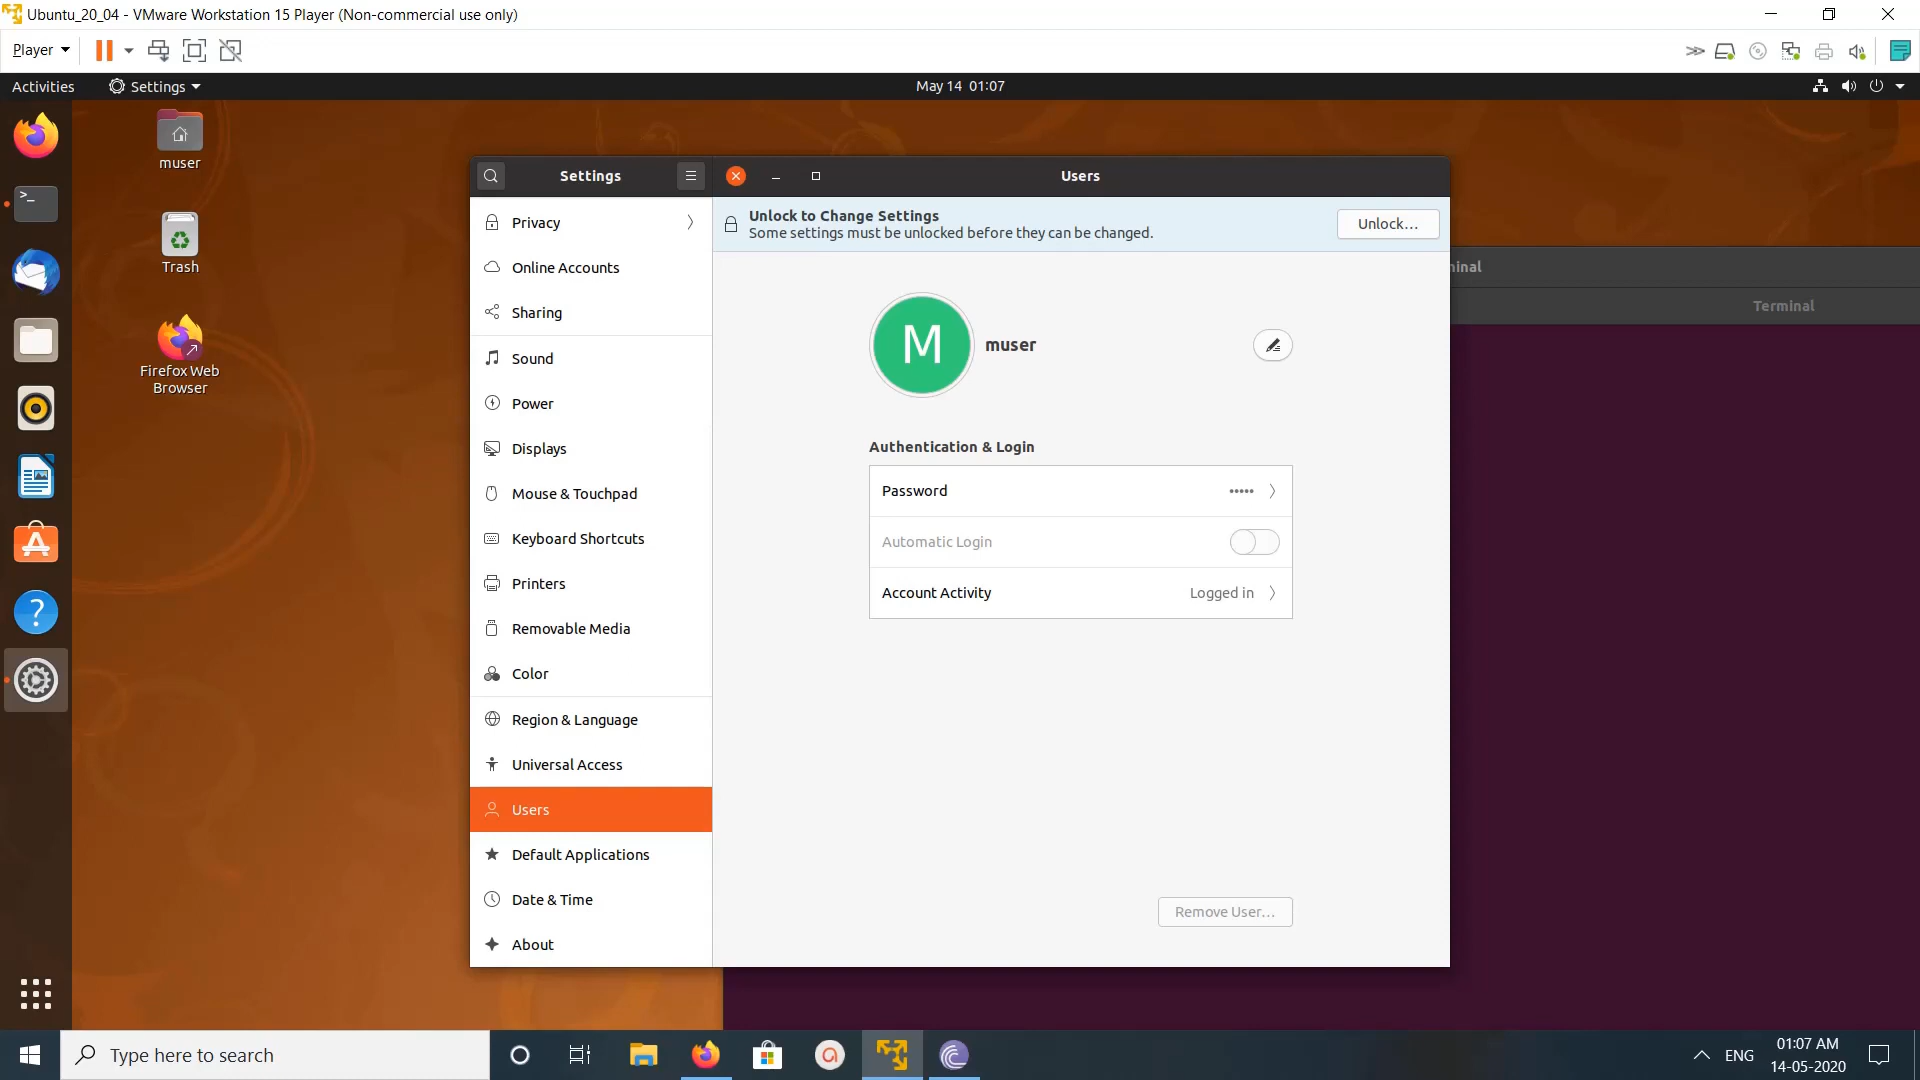 Ubuntu_20_04 - VMware Workstation 15 Player (Non-commercial use only)
Player
Activities
Settings
May 14 01:07
muser
Trash
Firefox Web
Browser
Settings
Users
Privacy
Online Accounts
Sharing
Sound
Power
Displays
Mouse & Touchpad
Keyboard Shortcuts
Printers
Removable Media
Color
Region & Language
Universal Access
Users
Default Applications
Date & Time
About
Unlock to Change Settings
Some settings must be unlocked before they can be changed.
Unlock...
M
muser
Authentication & Login
Password •••••
Automatic Login
Account Activity Logged in
Remove User...
minal
Terminal
Type here to search
ENG
01:07 AM
14-05-2020